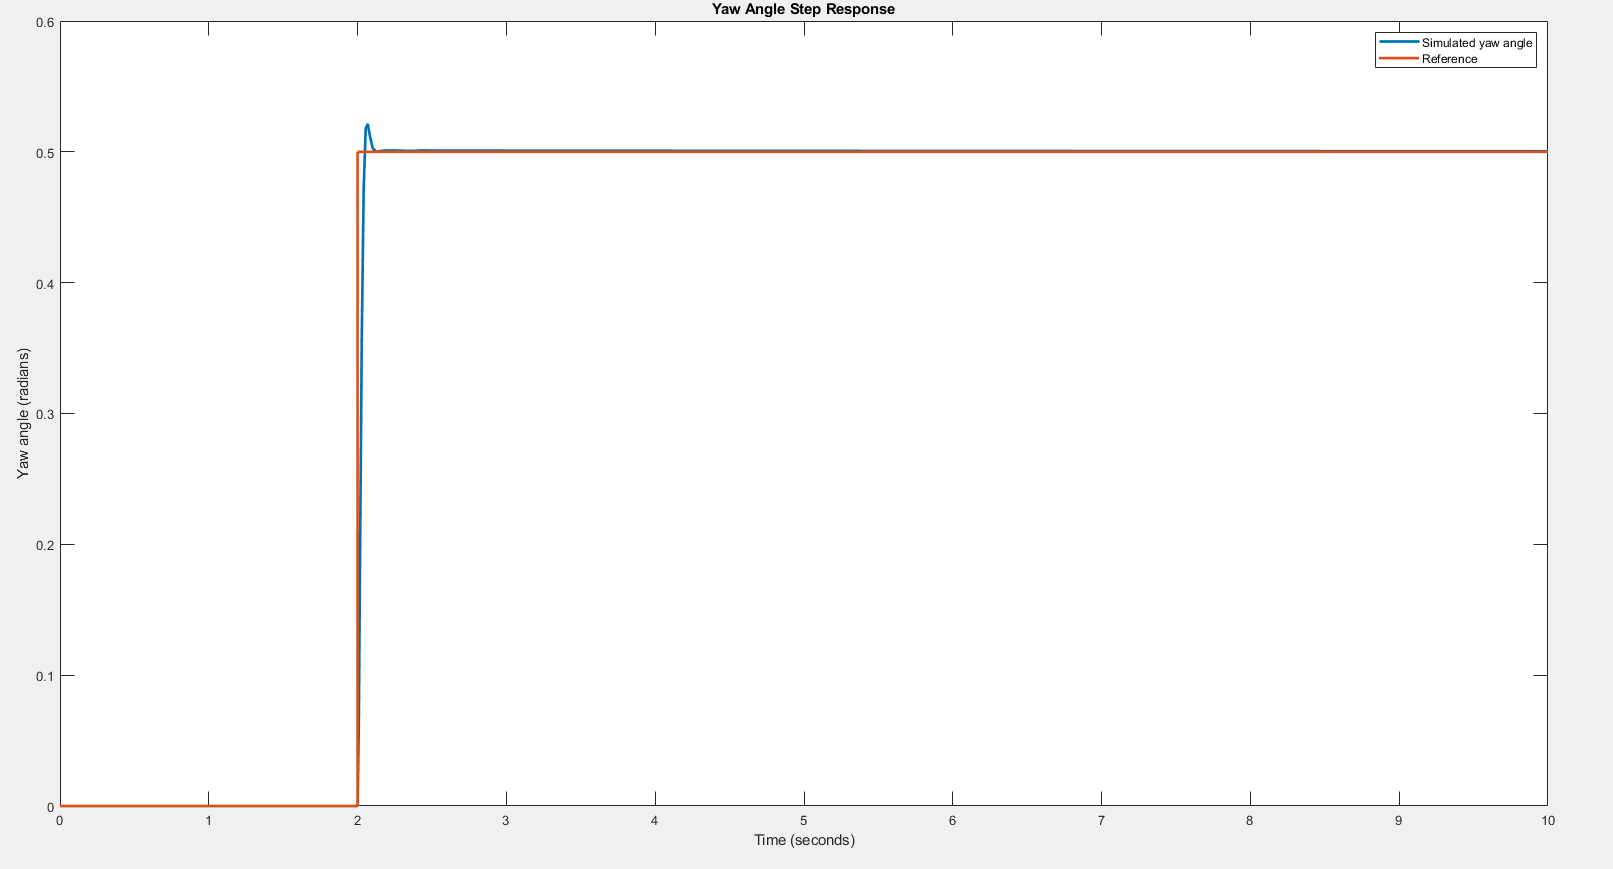 Yaw Angle Step Response
Simulated yaw angle
Reference
0.6
0.5
0.4
0.3
0.2
0.1
0
Yaw angle (radians)
0 1 2 3 4 5 6 7 8 9 10
Time (seconds)